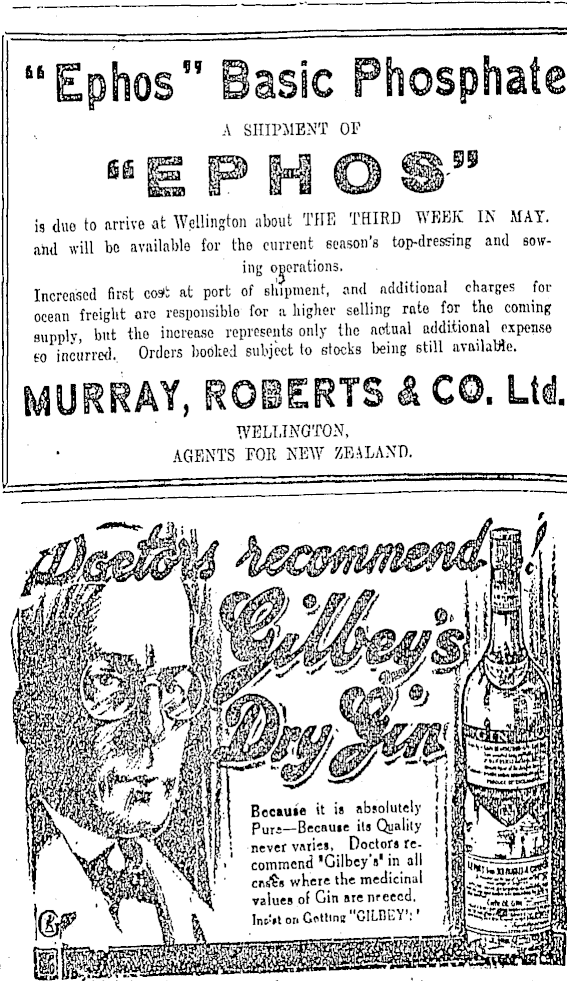 "Ephos" Basic Phosphate
A SHIPMENT OF
"EPHOS"
is due to arrive at Wellington about THE THIRD WEEK IN MAY.
and will be available for the current season's top-dressing and sow-
ing operations.
Increased first cost at port of shipment, and additional charges for
ocean freight are responsible for a higher selling rate for the coming
supply, but the increase represents only the actual additional expense
so incurred. Orders booked subject to stocks being still available.
MURRAY, ROBERTS & CO. Ltd.
WELLINGTON,
AGENTS FOR NEW ZEALAND.
Doctors recommend!
Gilbey's
Dry Gin
Because it is absolutely
Pure—Because its Quality
never varies, Doctors re-
commend "Gilbey's" in all
cases where the medicinal
values of Gin are needed.
Insist on Getting "GILBEY'S"
GIN